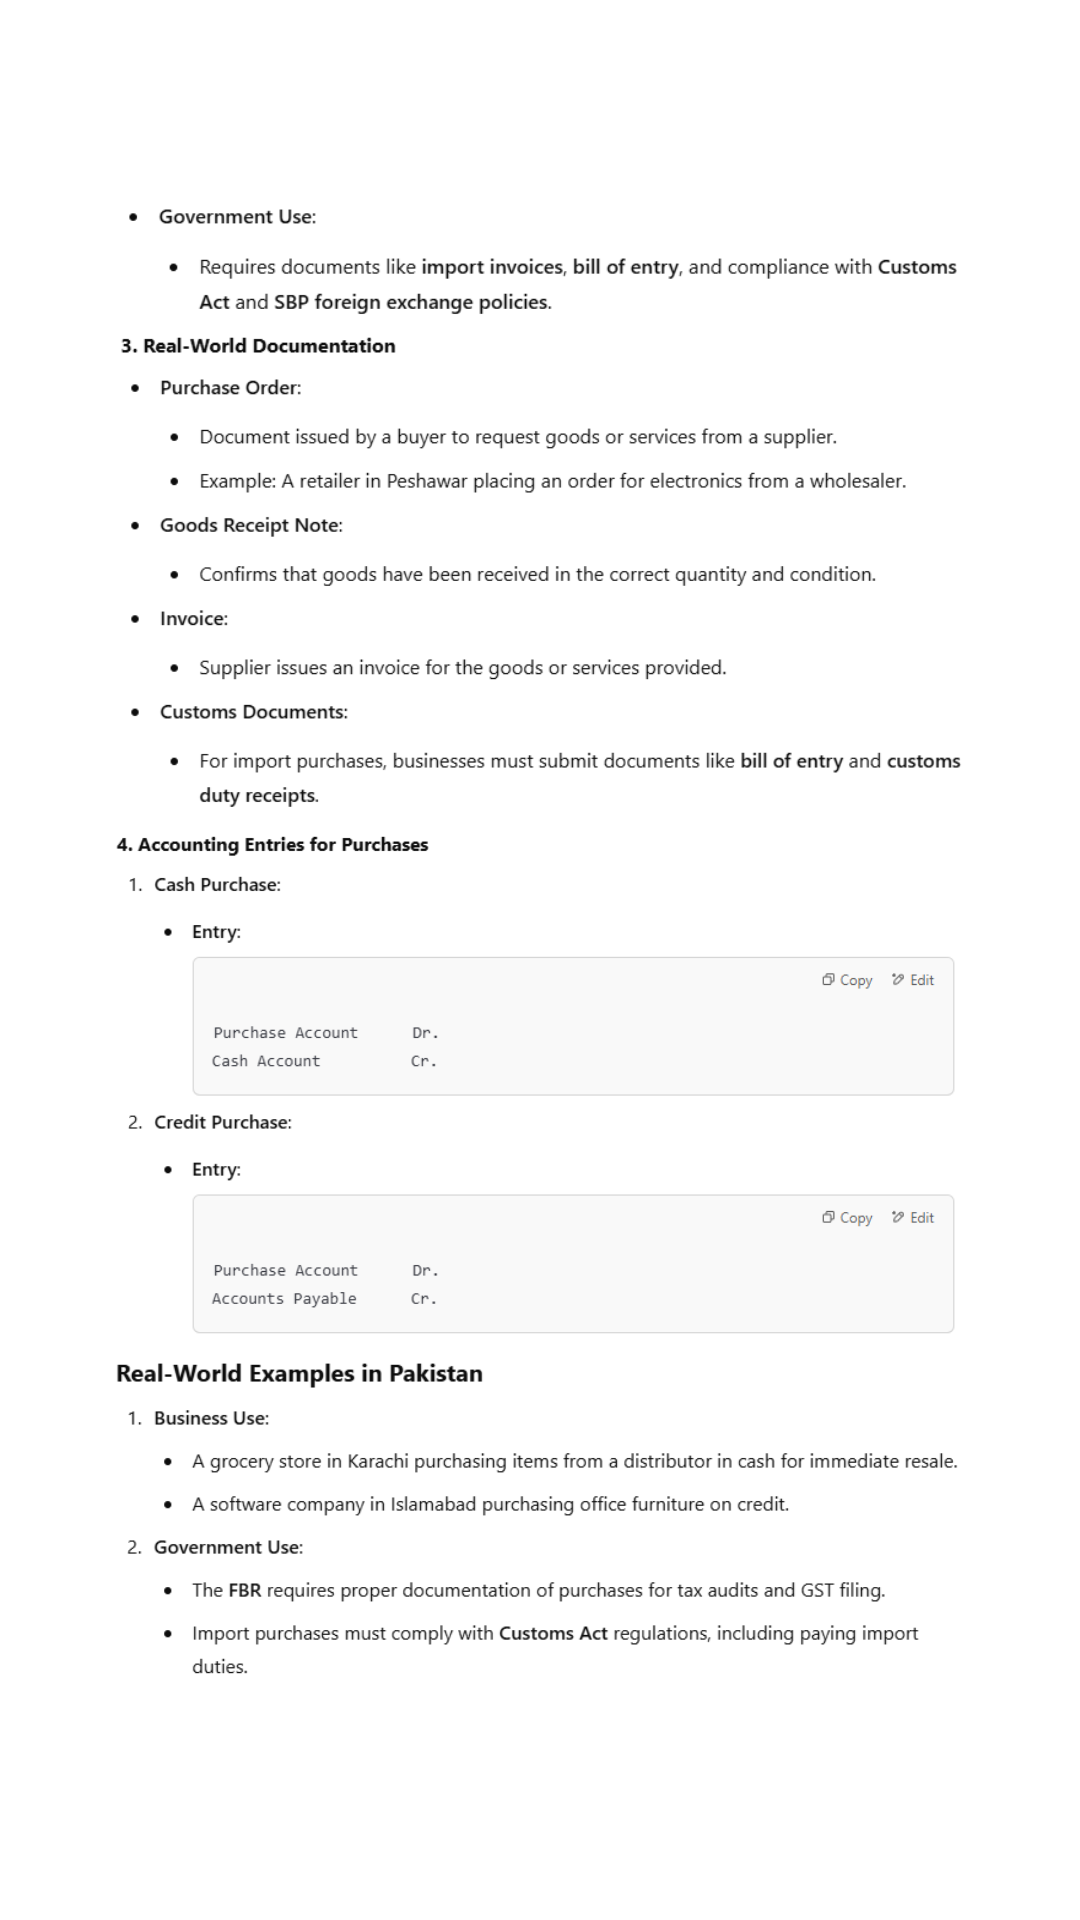 • Government Use:
• Requires documents like import invoices, bill of entry, and compliance with Customs
Act and SBP foreign exchange policies.
3. Real-World Documentation
• Purchase Order:
• Document issued by a buyer to request goods or services from a supplier.
• Example: A retailer in Peshawar placing an order for electronics from a wholesaler.
• Goods Receipt Note:
• Confirms that goods have been received in the correct quantity and condition.
• Invoice:
• Supplier issues an invoice for the goods or services provided.
• Customs Documents:
• For import purchases, businesses must submit documents like bill of entry and customs
duty receipts.
4. Accounting Entries for Purchases
1. Cash Purchase:
• Entry:
Copy Edit
Purchase Account Dr.
Cash Account Cr.
2. Credit Purchase:
• Entry:
Copy Edit
Purchase Account Dr.
Accounts Payable Cr.
Real-World Examples in Pakistan
1. Business Use:
• A grocery store in Karachi purchasing items from a distributor in cash for immediate resale.
• A software company in Islamabad purchasing office furniture on credit.
2. Government Use:
• The FBR requires proper documentation of purchases for tax audits and GST filing.
• Import purchases must comply with Customs Act regulations, including paying import
duties.